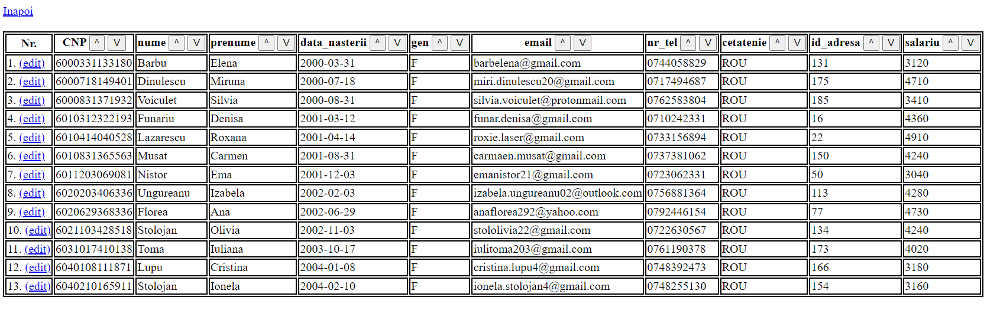 Inapoi
Nr. CNP ^ V nume ^ V prenume ^ V data_nasterii ^ V gen ^ V email ^ V nr_tel ^ V cetatenie ^ V id_adresa ^ V salariu ^ V
1. (edit) 6000331133180 Barbu Elena 2000-03-31 F barbelena@gmail.com 0744058829 ROU 131 3120
2. (edit) 6000718149401 Dinulescu Miruna 2000-07-18 F miri.dinulescu20@gmail.com 0717494687 ROU 175 4710
3. (edit) 6000831371932 Voiculet Silvia 2000-08-31 F silvia.voiculet@protonmail.com 0762583804 ROU 185 3410
4. (edit) 6010312322193 Funariu Denisa 2001-03-12 F funar.denisa@gmail.com 0710242331 ROU 16 4360
5. (edit) 6010414040528 Lazarescu Roxana 2001-04-14 F roxie.laser@gmail.com 0733156894 ROU 22 4910
6. (edit) 6010831365563 Musat Carmen 2001-08-31 F carmaen.musat@gmail.com 0737381062 ROU 150 4240
7. (edit) 6011203069081 Nistor Ema 2001-12-03 F emanistor21@gmail.com 0723062331 ROU 50 3040
8. (edit) 6020203406336 Ungureanu Izabela 2002-02-03 F izabela.ungureanu02@outlook.com 0756881364 ROU 113 4280
9. (edit) 6020629368336 Florea Ana 2002-06-29 F anaflorea292@yahoo.com 0792446154 ROU 77 4730
10. (edit) 6021103428518 Stolojan Olivia 2002-11-03 F stololivia22@gmail.com 0722630567 ROU 134 4240
11. (edit) 6031017410138 Toma Iuliana 2003-10-17 F iulitoma203@gmail.com 0761190378 ROU 173 4020
12. (edit) 6040108111871 Lupu Cristina 2004-01-08 F cristina.lupu4@gmail.com 0748392473 ROU 166 3180
13. (edit) 6040210165911 Stolojan Ionela 2004-02-10 F ionela.stolojan4@gmail.com 0748255130 ROU 154 3160